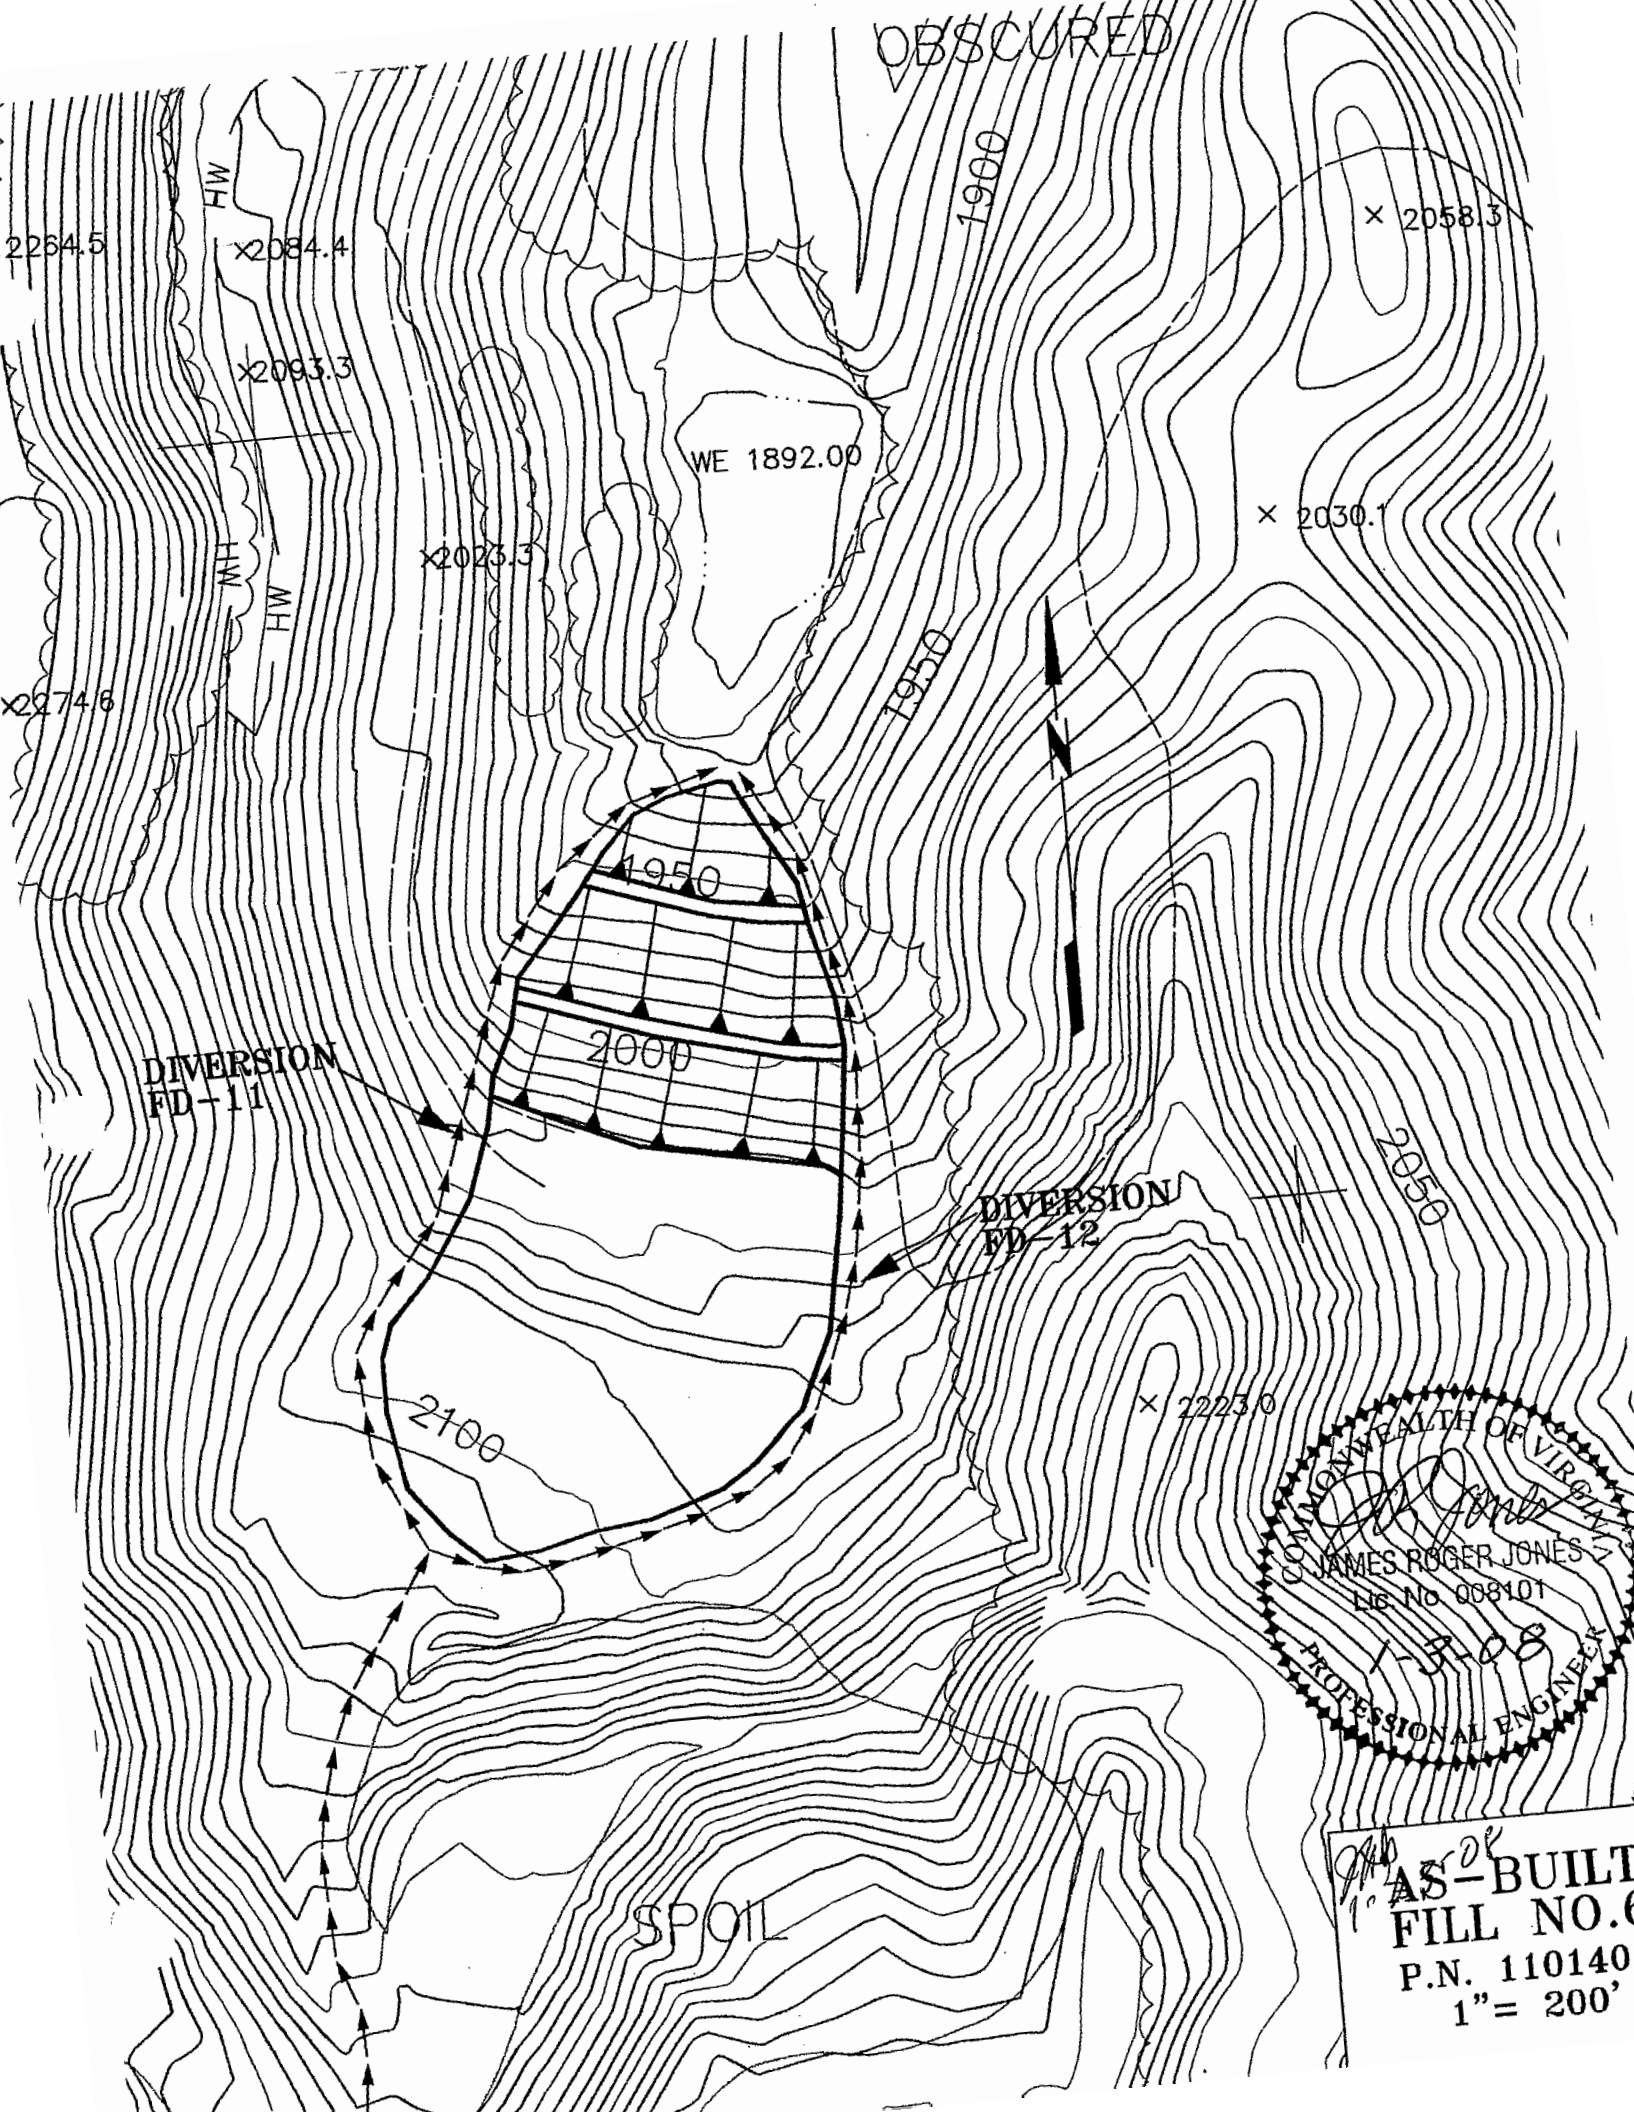 OBSCURED
1900
2058.3
2264.5
HW
2084.4
2093.3
WE 1892.00
2030.1
2023.3
HW
HW
1950
2274.6
1950
2000
DIVERSION
FD-11
2050
DIVERSION
FD-12
2223.0
2100
COMMONWEALTH OF VIRGINIA
JAMES ROGER JONES
Lic. No. 008101
1-3-08
PROFESSIONAL ENGINEER
SPOIL
AS-BUILT
FILL NO.6
P.N. 110140
1"= 200'